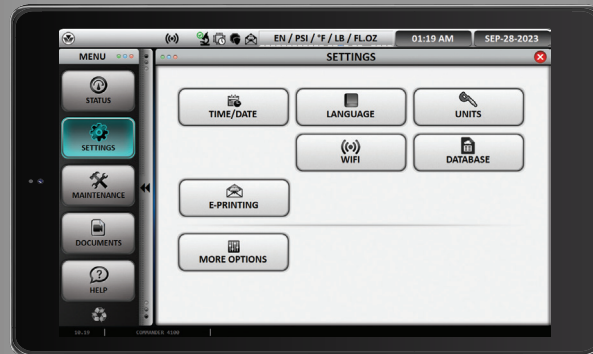 EN / PSI / °F / LB / FL.OZ
01:19 AM
SEP-28-2023
MENU
SETTINGS
STATUS
SETTINGS
MAINTENANCE
DOCUMENTS
HELP
TIME/DATE
LANGUAGE
UNITS
WIFI
DATABASE
E-PRINTING
MORE OPTIONS
COMMANDER 4100